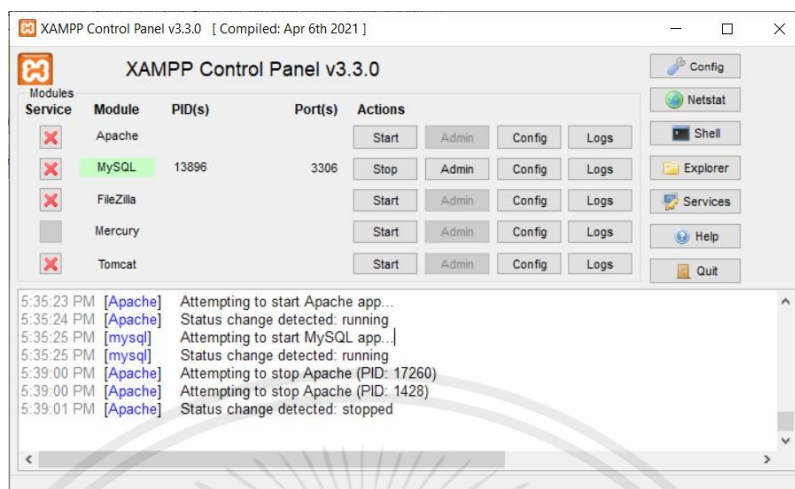 XAMPP Control Panel v3.3.0 [ Compiled: Apr 6th 2021 ]
XAMPP Control Panel v3.3.0
Config
Modules
Service Module PID(s) Port(s) Actions
Netstat
Apache Start Admin Config Logs
Shell
MySQL 13896 3306 Stop Admin Config Logs
Explorer
FileZilla Start Admin Config Logs
Services
Mercury Start Admin Config Logs
Help
Tomcat Start Admin Config Logs
Quit
5:35:23 PM [Apache] Attempting to start Apache app...
5:35:24 PM [Apache] Status change detected: running
5:35:25 PM [mysql] Attempting to start MySQL app...
5:35:25 PM [mysql] Status change detected: running
5:39:00 PM [Apache] Attempting to stop Apache (PID: 17260)
5:39:00 PM [Apache] Attempting to stop Apache (PID: 1428)
5:39:01 PM [Apache] Status change detected: stopped